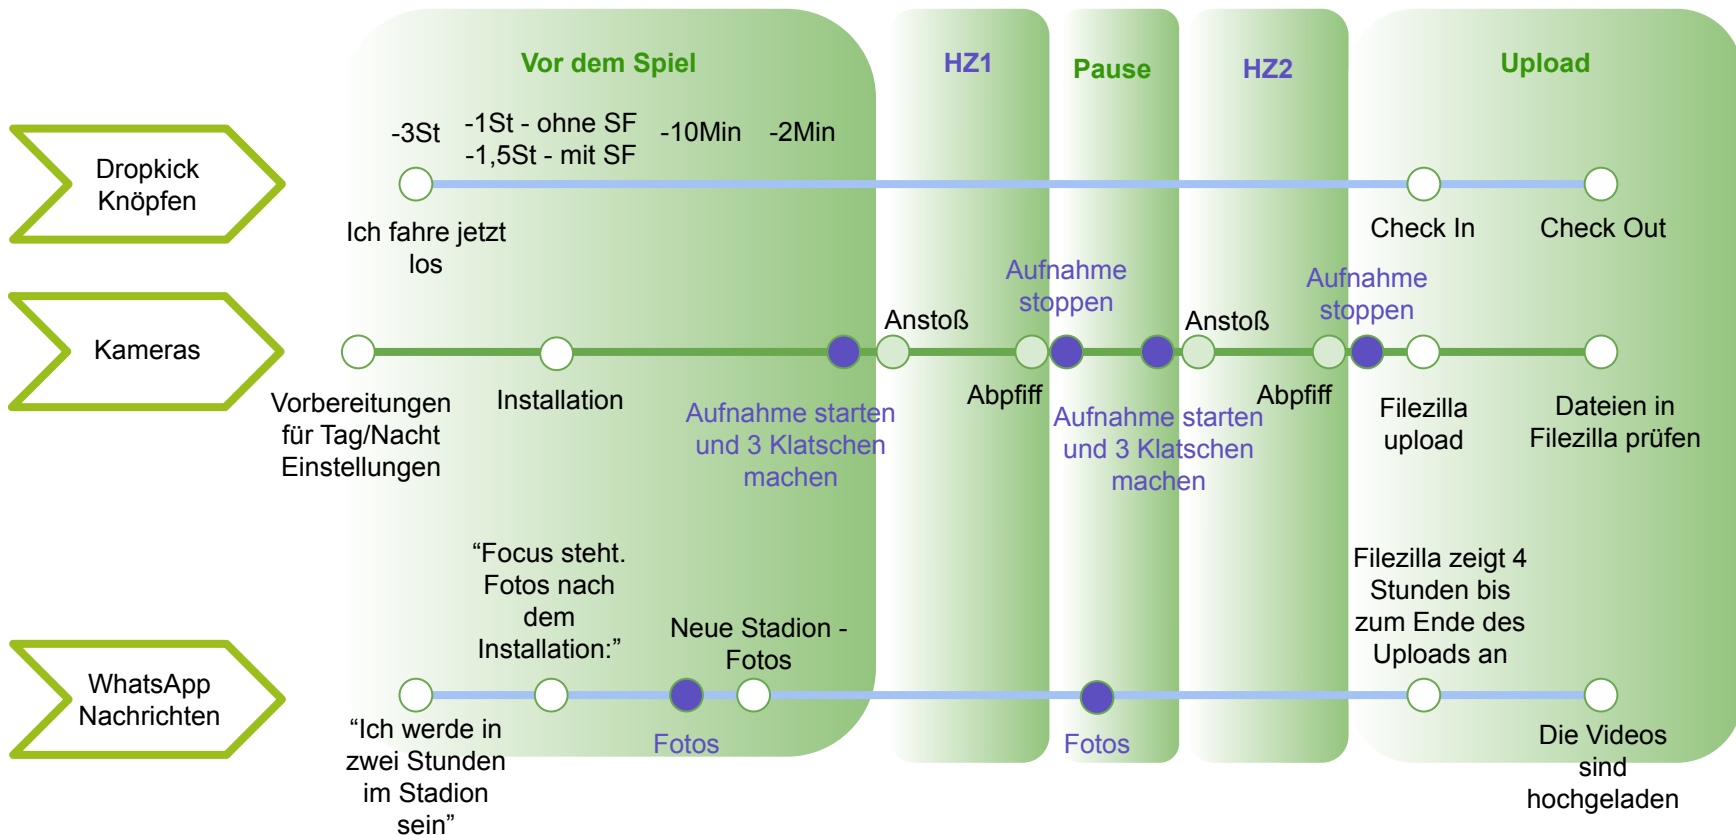 Vor dem Spiel
HZ1
Pause
HZ2
Upload
-3St
-1St - ohne SF
-1,5St - mit SF
-10Min
-2Min
Dropkick
Knöpfen
Ich fahre jetzt
los
Check In
Check Out
Kameras
Vorbereitungen
für Tag/Nacht
Einstellungen
Installation
Aufnahme starten
und 3 Klatschen
machen
Anstoß
Abpfiff
Aufnahme
stoppen
Aufnahme starten
und 3 Klatschen
machen
Anstoß
Abpfiff
Aufnahme
stoppen
Filezilla
upload
Dateien in
Filezilla prüfen
WhatsApp
Nachrichten
“Ich werde in
zwei Stunden
im Stadion
sein”
“Focus steht.
Fotos nach
dem
Installation:”
Fotos
Neue Stadion -
Fotos
Fotos
Filezilla zeigt 4
Stunden bis
zum Ende des
Uploads an
Die Videos
sind
hochgeladen